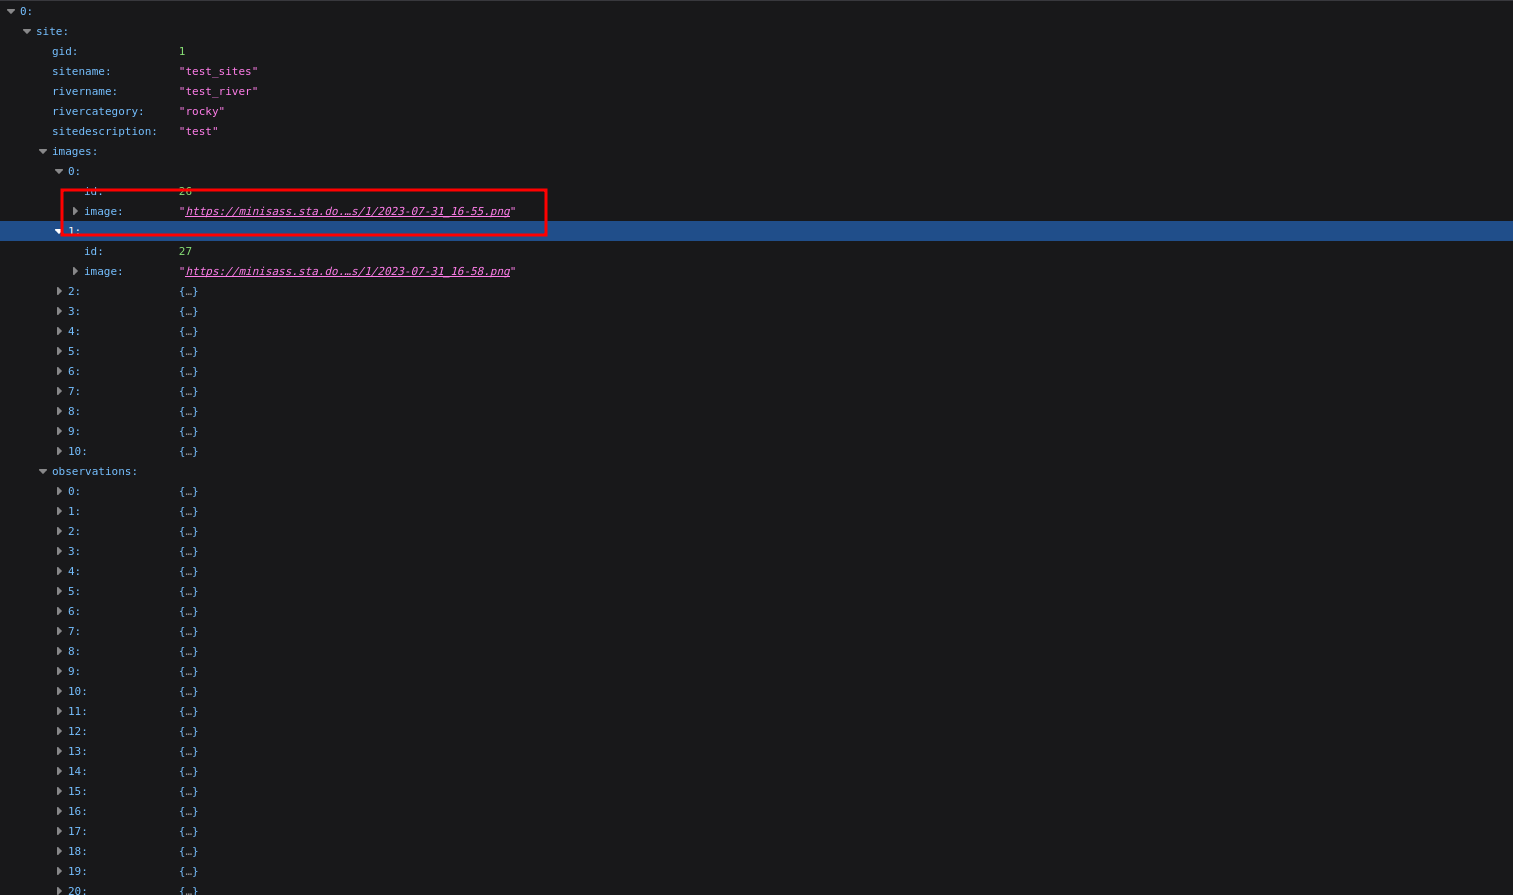 0:
site:
gid: 1
sitename: "test_sites"
rivername: "test_river"
rivercategory: "rocky"
sitedescription: "test"
images:
0:
id: 26
image: "https://minisass.sta.do…s/1/2023-07-31_16-55.png"
1:
id: 27
image: "https://minisass.sta.do…s/1/2023-07-31_16-58.png"
2: {…}
3: {…}
4: {…}
5: {…}
6: {…}
7: {…}
8: {…}
9: {…}
10: {…}
observations:
0: {…}
1: {…}
2: {…}
3: {…}
4: {…}
5: {…}
6: {…}
7: {…}
8: {…}
9: {…}
10: {…}
11: {…}
12: {…}
13: {…}
14: {…}
15: {…}
16: {…}
17: {…}
18: {…}
19: {…}
20: {…}